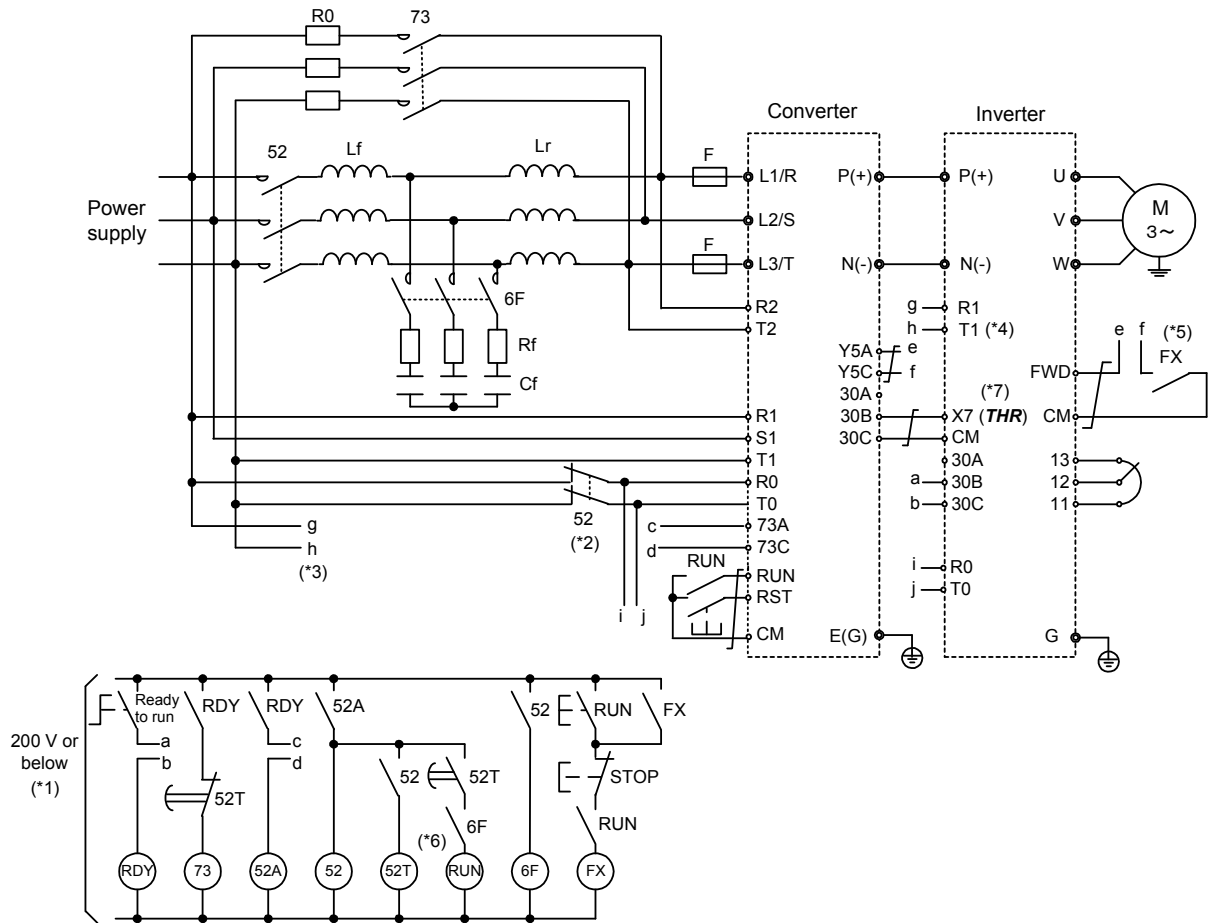 R0 73
Converter Inverter
52 Lf Lr F
L1/R P(+) P(+) U
Power
supply
L2/S V
M
3~
F
L3/T N(-) N(-) W
6F
R2 g R1
T2 h T1 (*4)
e f (*5)
Rf
Y5A e
FX
Cf
Y5C f FWD
30A (*7)
R1 30B X7 (THR) CM
S1 30C CM
T1 30A 13
R0 a 30B 12
T0 b 30C 11
52
(*2)
g c 73A
h d 73C
(*3)
RUN
i R0
RUN
j T0
RST
i j
CM E(G) G
200 V or
below
(*1)
Ready
to run
RDY RDY 52A 52 RUN FX
a c
b d
52T 52 52T STOP
(*6) 6F RUN
RDY 73 52A 52 52T RUN 6F FX